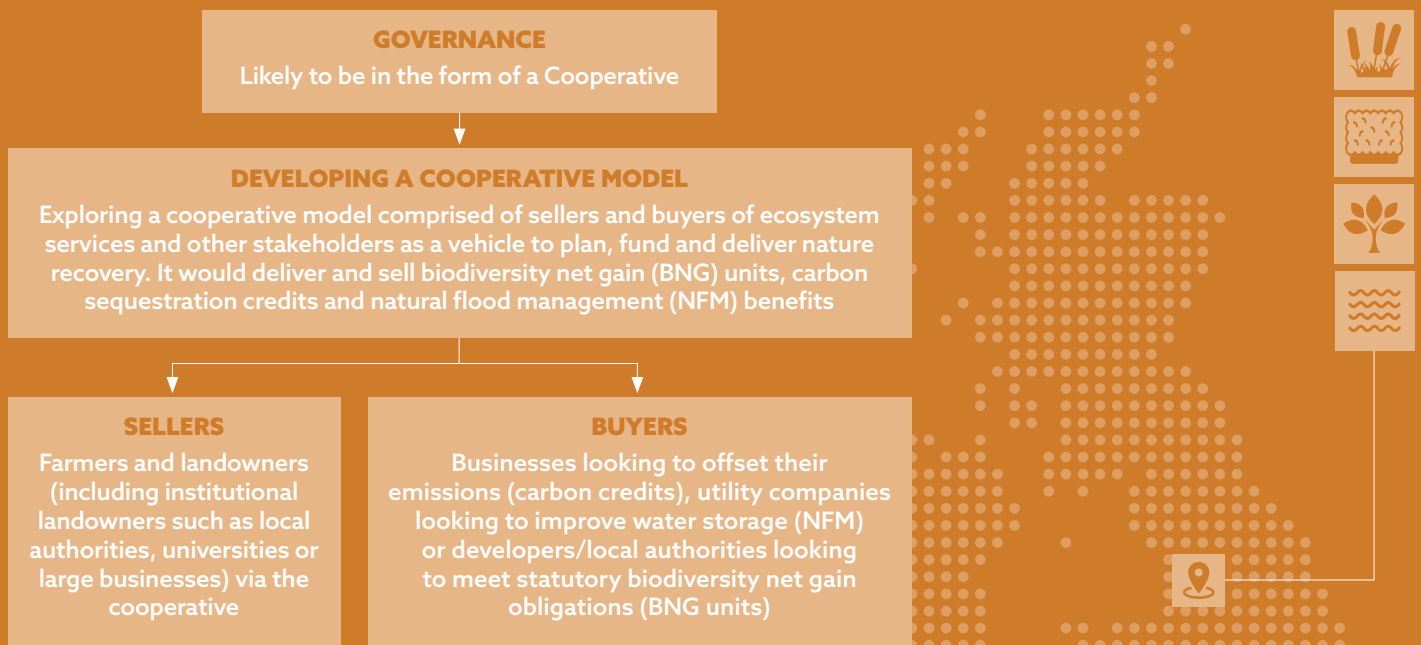 GOVERNANCE
Likely to be in the form of a Cooperative
DEVELOPING A COOPERATIVE MODEL
Exploring a cooperative model comprised of sellers and buyers of ecosystem
services and other stakeholders as a vehicle to plan, fund and deliver nature
recovery. It would deliver and sell biodiversity net gain (BNG) units, carbon
sequestration credits and natural flood management (NFM) benefits
SELLERS
Farmers and landowners
(including institutional
landowners such as local
authorities, universities or
large businesses) via the
cooperative
BUYERS
Businesses looking to offset their
emissions (carbon credits), utility companies
looking to improve water storage (NFM)
or developers/local authorities looking
to meet statutory biodiversity net gain
obligations (BNG units)